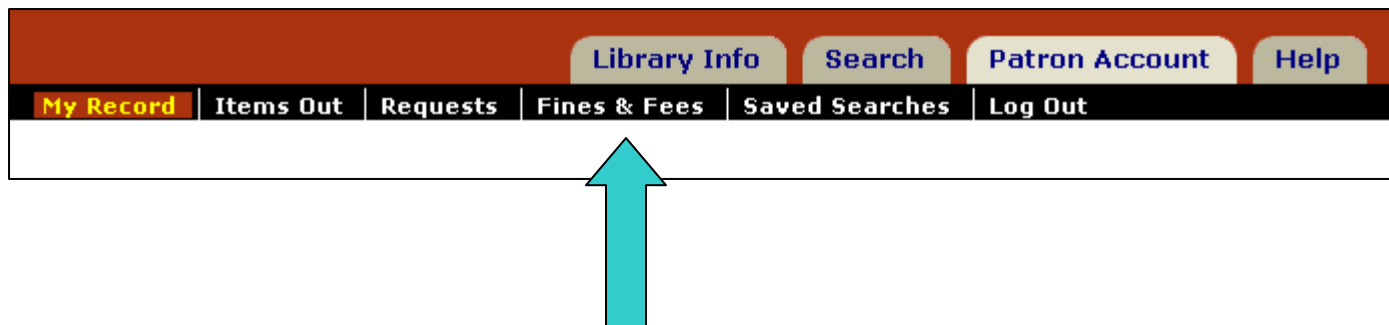 Library Info Search Patron Account Help
My Record Items Out Requests Fines & Fees Saved Searches Log Out